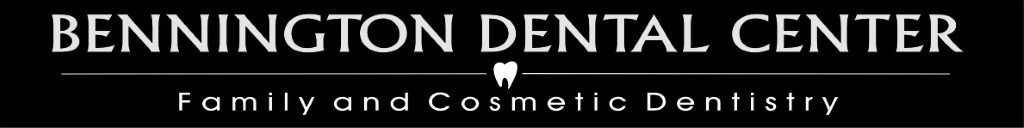 BENNINGTON DENTAL CENTER
Family and Cosmetic Dentistry